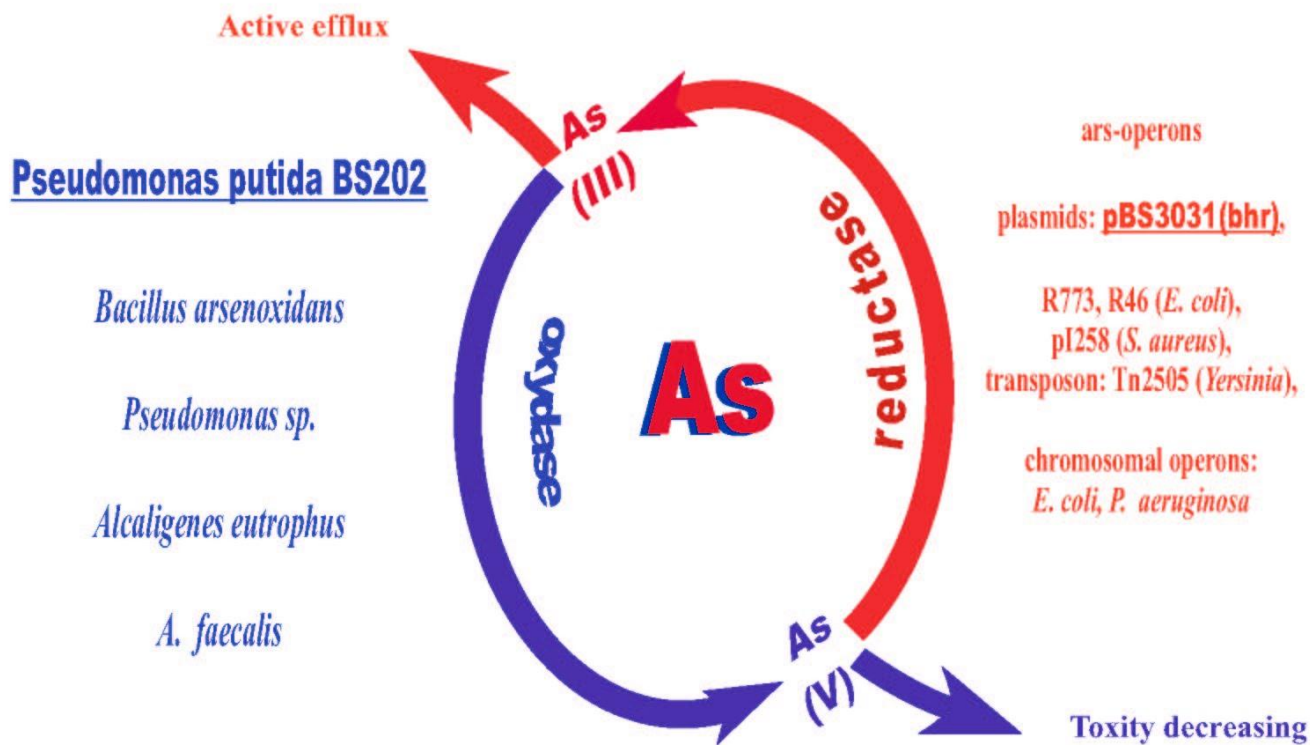 Active efflux
Pseudomonas putida BS202
Bacillus arsenoxidans
Pseudomonas sp.
Alcaligenes eutrophus
A. faecalis
As
(III)
oxydase
As
reductase
As
(V)
ars-operons
plasmids: pBS3031(bhr),
R773, R46 (E. coli),
pI258 (S. aureus),
transposon: Tn2505 (Yersinia),
chromosomal operons:
E. coli, P. aeruginosa
Toxity decreasing